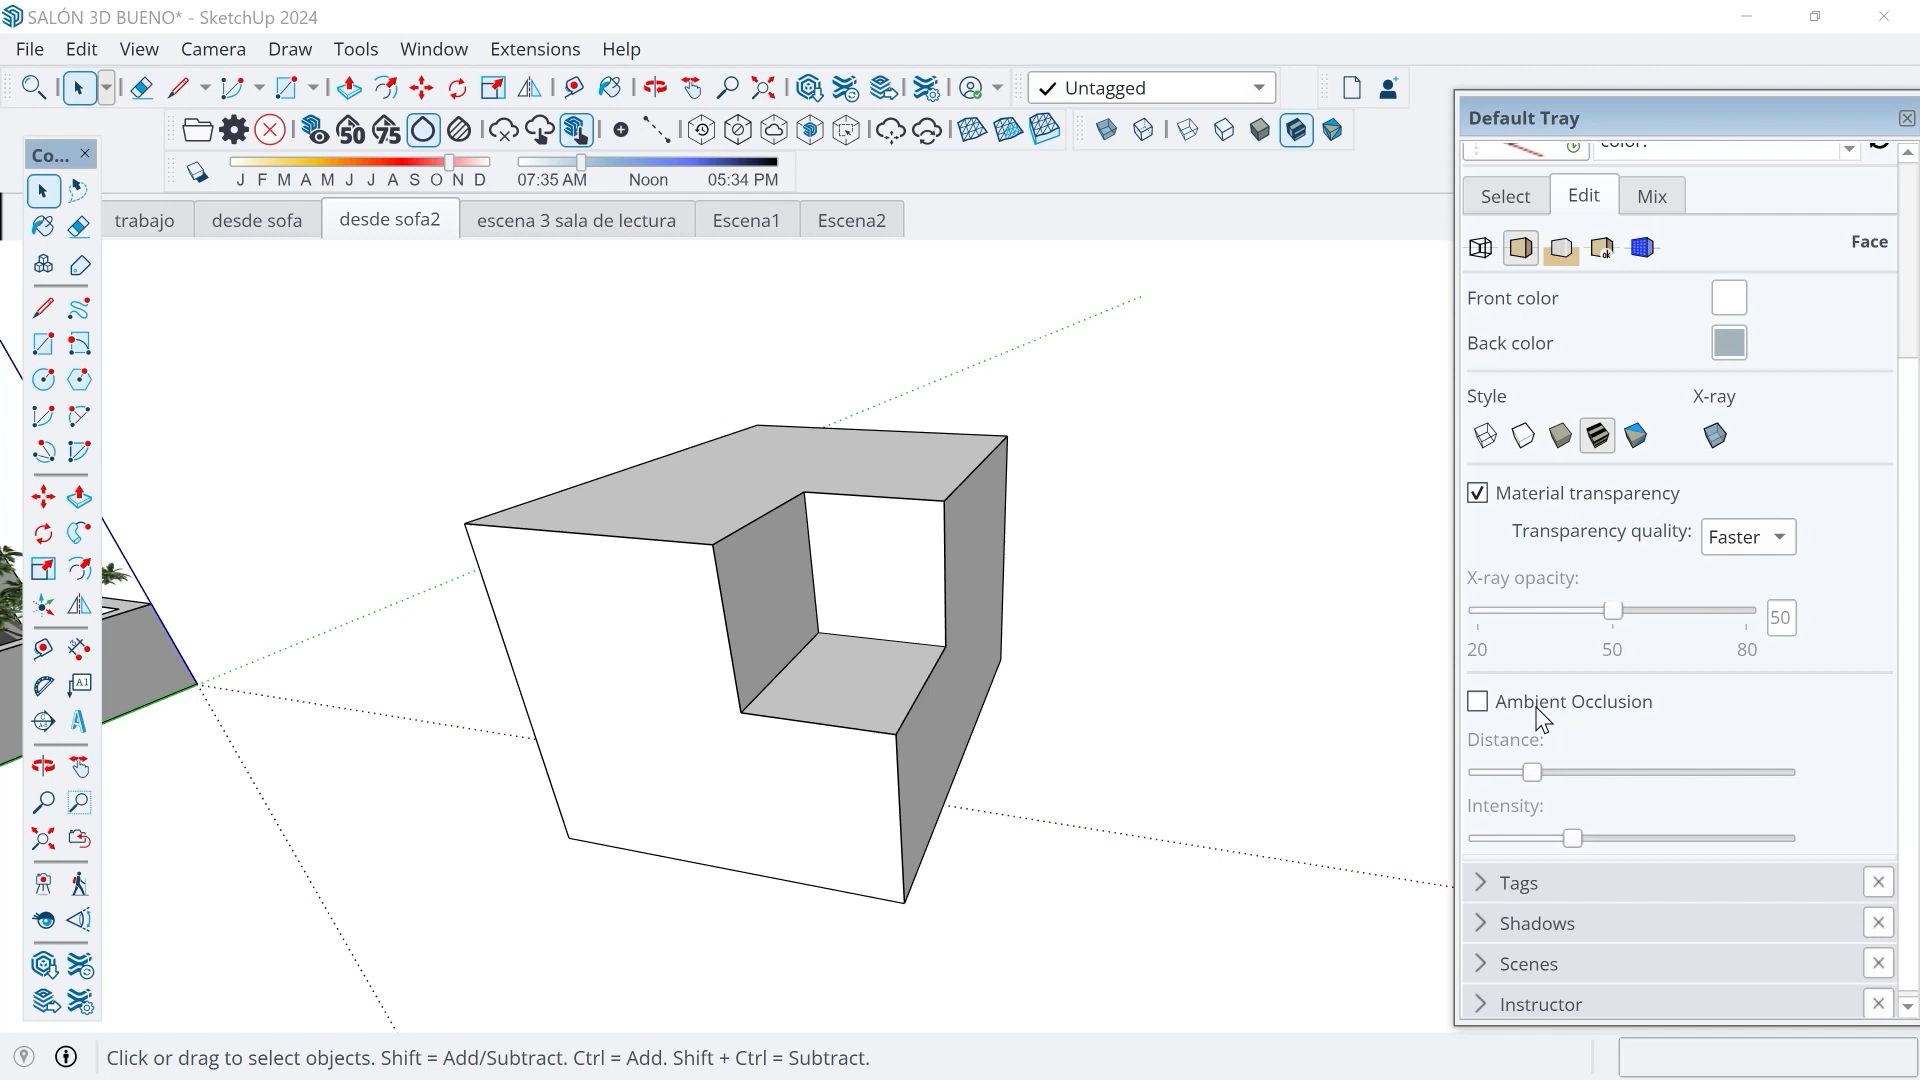 SALÓN 3D BUENO* - SketchUp 2024
File Edit View Camera Draw Tools Window Extensions Help
Untagged
50 75
J F M A M J J A S O N D 07:35 AM Noon 05:34 PM
Co...
trabajo desde sofa desde sofa2 escena 3 sala de lectura Escena1 Escena2
A1
A
Default Tray
Select Edit Mix
Face
Front color
Back color
Style X-ray
Material transparency
Transparency quality: Faster
X-ray opacity:
50
20 50 80
Ambient Occlusion
Distance:
Intensity:
Tags
Shadows
Scenes
Instructor
Click or drag to select objects. Shift = Add/Subtract. Ctrl = Add. Shift + Ctrl = Subtract.